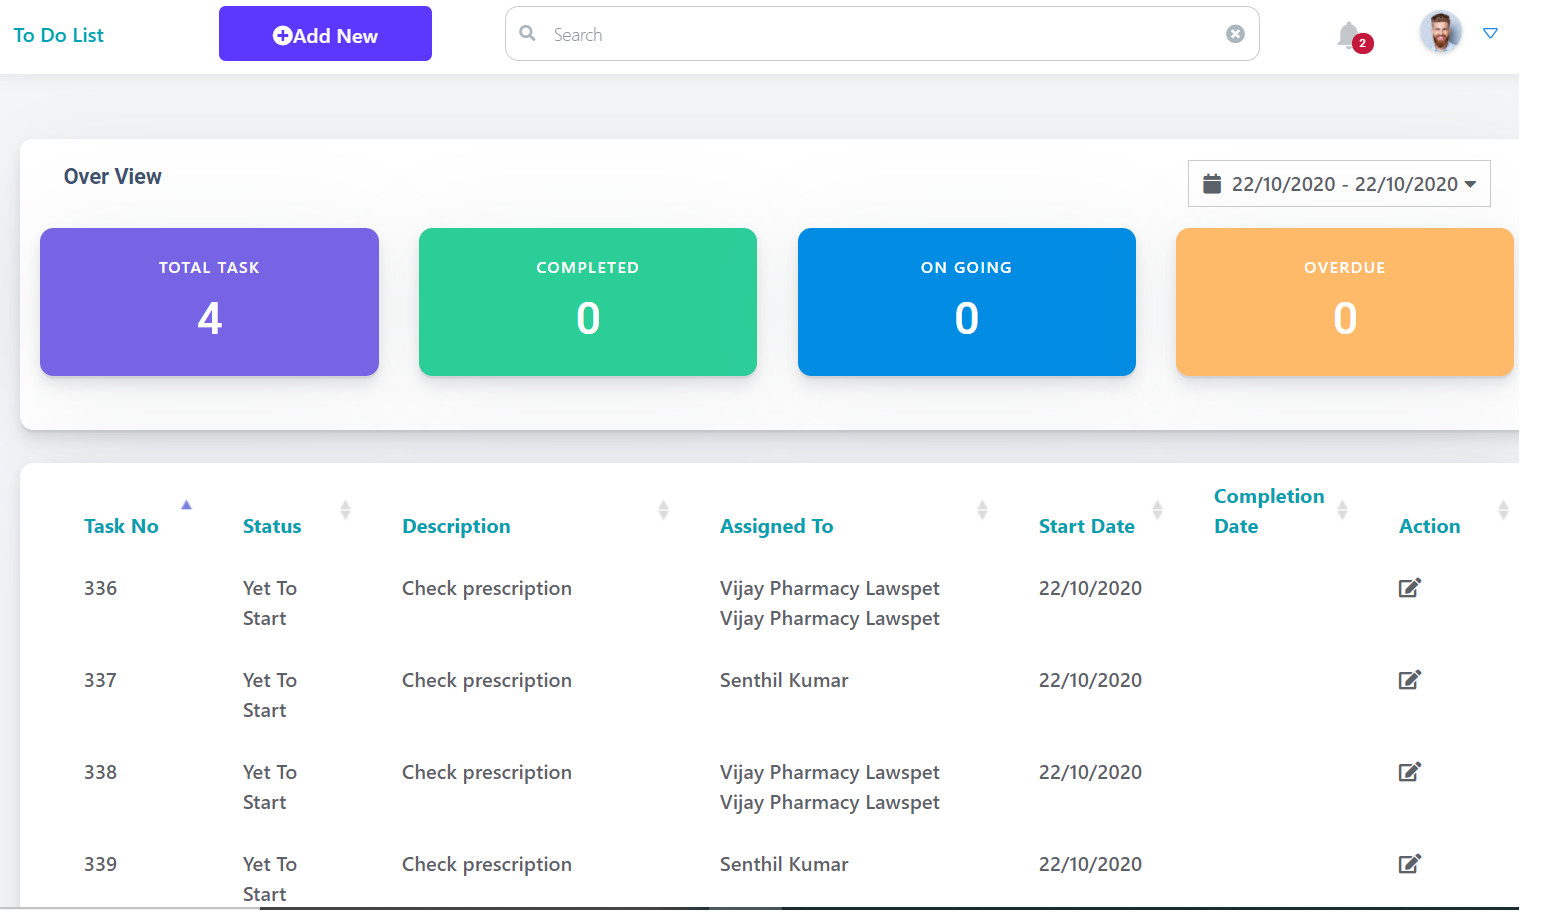 To Do List
Add New
Search
2
Over View
22/10/2020 - 22/10/2020
TOTAL TASK
4
COMPLETED
0
ON GOING
0
OVERDUE
0
Task No
Status
Description
Assigned To
Start Date
Completion
Date
Action
336
Yet To
Start
Check prescription
Vijay Pharmacy Lawspet
Vijay Pharmacy Lawspet
22/10/2020
337
Yet To
Start
Check prescription
Senthil Kumar
22/10/2020
338
Yet To
Start
Check prescription
Vijay Pharmacy Lawspet
Vijay Pharmacy Lawspet
22/10/2020
339
Yet To
Start
Check prescription
Senthil Kumar
22/10/2020